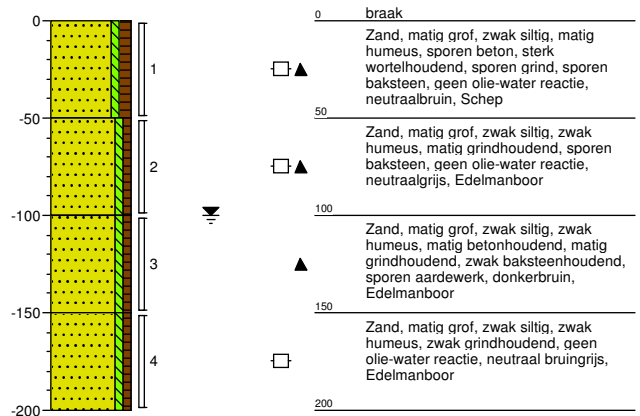 0
-50
-100
-150
-200
1
2
3
4
0
braak
Zand, matig grof, zwak siltig, matig
humeus, sporen beton, sterk
wortelhoudend, sporen grind, sporen
baksteen, geen olie-water reactie,
neutraalbruin, Schep
50
Zand, matig grof, zwak siltig, zwak
humeus, matig grindhoudend, sporen
baksteen, geen olie-water reactie,
neutraalgrijs, Edelmanboor
100
Zand, matig grof, zwak siltig, zwak
humeus, matig betonhoudend, matig
grindhoudend, zwak baksteenhoudend,
sporen aardewerk, donkerbruin,
Edelmanboor
150
Zand, matig grof, zwak siltig, zwak
humeus, zwak grindhoudend, geen
olie-water reactie, neutraal bruingrijs,
Edelmanboor
200